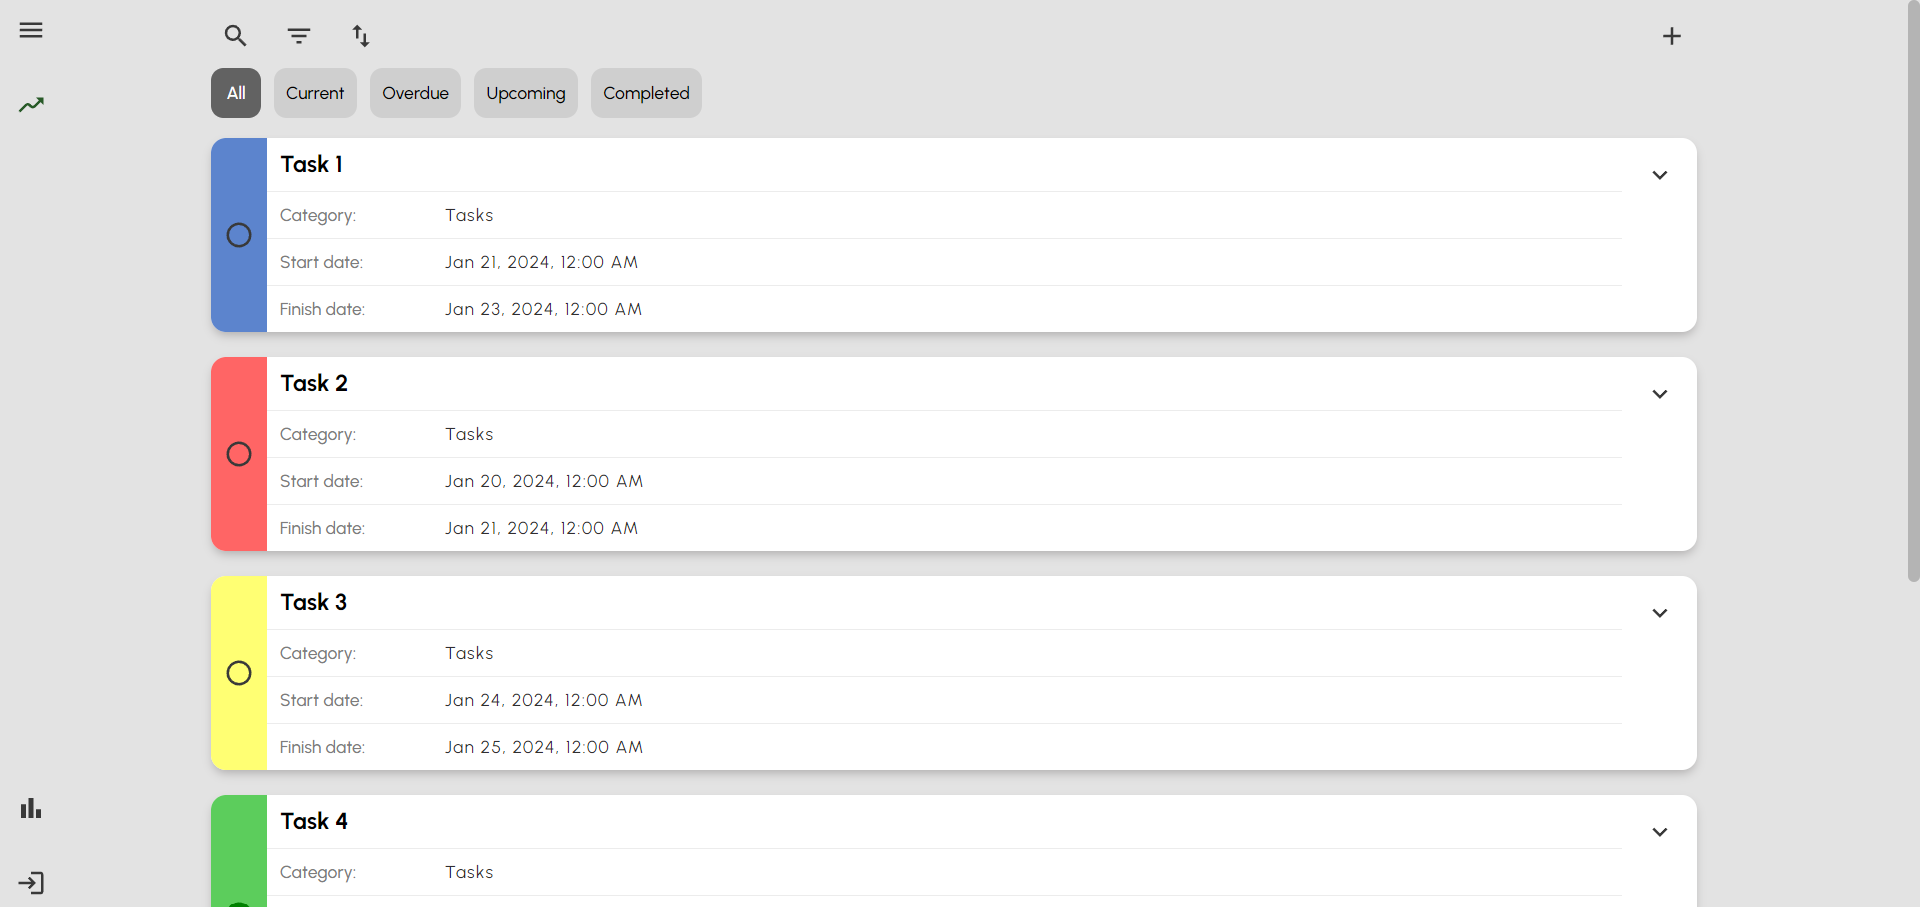 All Current Overdue Upcoming Completed
Task 1
Category: Tasks
Start date: Jan 21, 2024, 12:00 AM
Finish date: Jan 23, 2024, 12:00 AM
Task 2
Category: Tasks
Start date: Jan 20, 2024, 12:00 AM
Finish date: Jan 21, 2024, 12:00 AM
Task 3
Category: Tasks
Start date: Jan 24, 2024, 12:00 AM
Finish date: Jan 25, 2024, 12:00 AM
Task 4
Category: Tasks